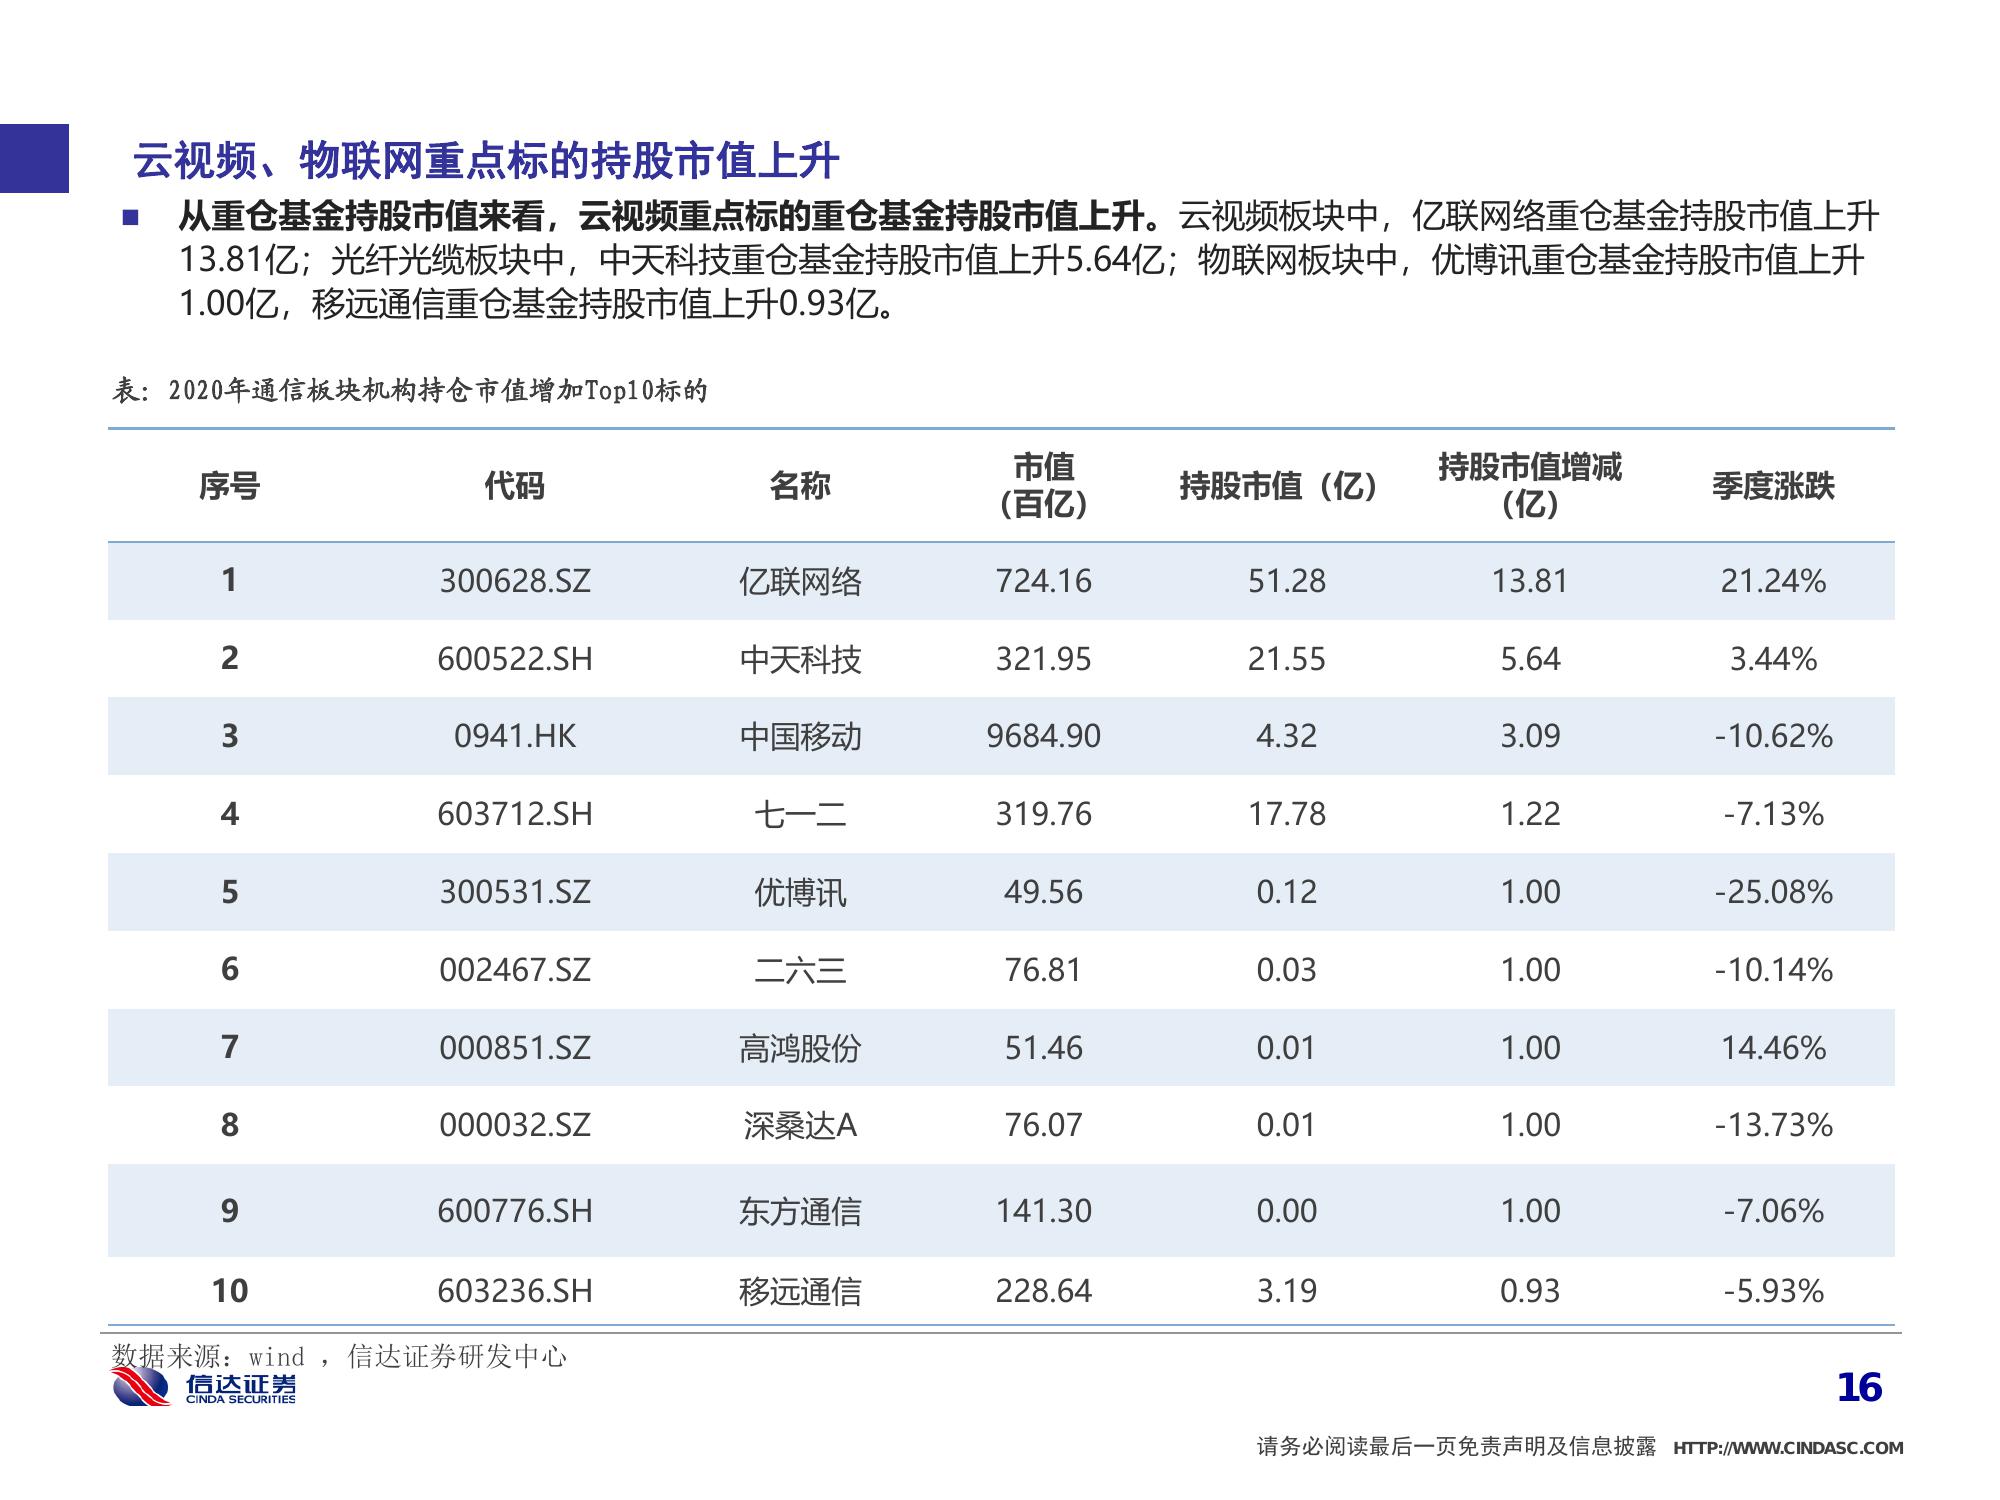 云视频、物联网重点标的持股市值上升
■ 从重仓基金持股市值来看，云视频重点标的重仓基金持股市值上升。云视频板块中，亿联网络重仓基金持股市值上升
13.81亿；光纤光缆板块中，中天科技重仓基金持股市值上升5.64亿；物联网板块中，优博讯重仓基金持股市值上升
1.00亿，移远通信重仓基金持股市值上升0.93亿。
表：2020年通信板块机构持仓市值增加Top10标的
序号 代码 名称 市值（百亿） 持股市值（亿） 持股市值增减（亿） 季度涨跌
1 300628.SZ 亿联网络 724.16 51.28 13.81 21.24%
2 600522.SH 中天科技 321.95 21.55 5.64 3.44%
3 0941.HK 中国移动 9684.90 4.32 3.09 -10.62%
4 603712.SH 七一二 319.76 17.78 1.22 -7.13%
5 300531.SZ 优博讯 49.56 0.12 1.00 -25.08%
6 002467.SZ 二六三 76.81 0.03 1.00 -10.14%
7 000851.SZ 高鸿股份 51.46 0.01 1.00 14.46%
8 000032.SZ 深桑达A 76.07 0.01 1.00 -13.73%
9 600776.SH 东方通信 141.30 0.00 1.00 -7.06%
10 603236.SH 移远通信 228.64 3.19 0.93 -5.93%
数据来源：wind ，信达证券研发中心
信达证券
CINDA SECURITIES
16
请务必阅读最后一页免责声明及信息披露 HTTP://WWW.CINDASC.COM